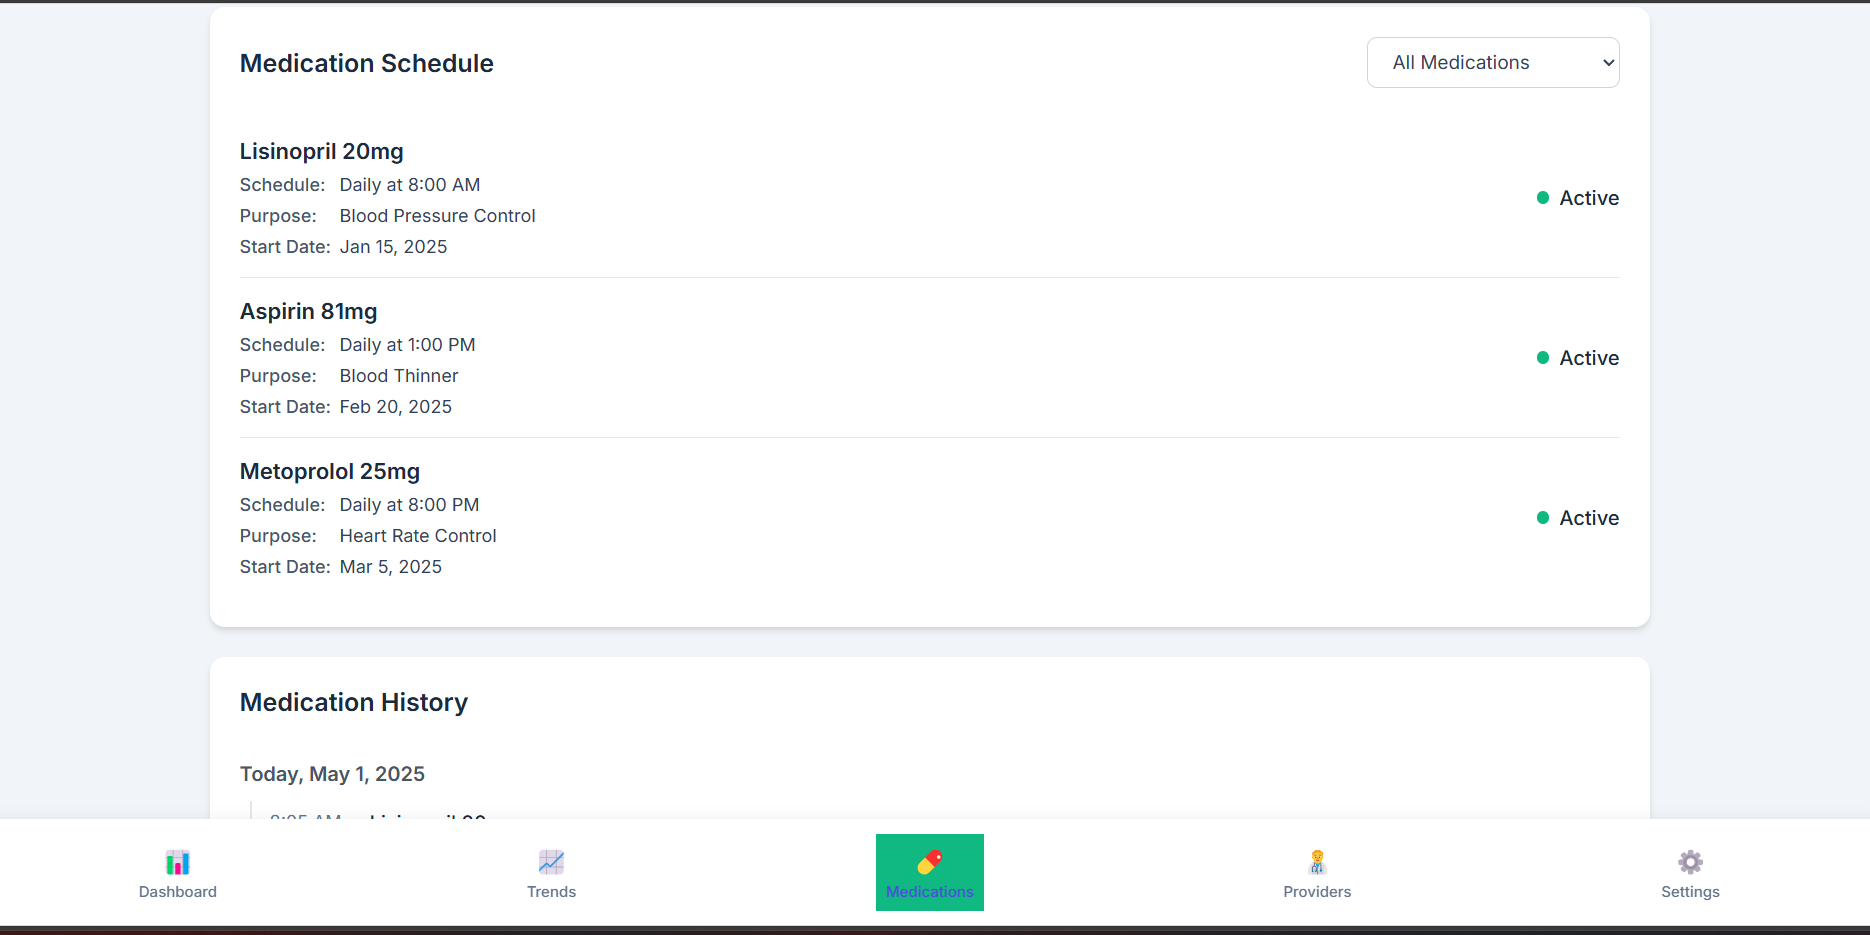 Medication Schedule
All Medications
Lisinopril 20mg
Schedule: Daily at 8:00 AM
Purpose: Blood Pressure Control
Start Date: Jan 15, 2025
Active
Aspirin 81mg
Schedule: Daily at 1:00 PM
Purpose: Blood Thinner
Start Date: Feb 20, 2025
Active
Metoprolol 25mg
Schedule: Daily at 8:00 PM
Purpose: Heart Rate Control
Start Date: Mar 5, 2025
Active
Medication History
Today, May 1, 2025
Dashboard
Trends
Medications
Providers
Settings